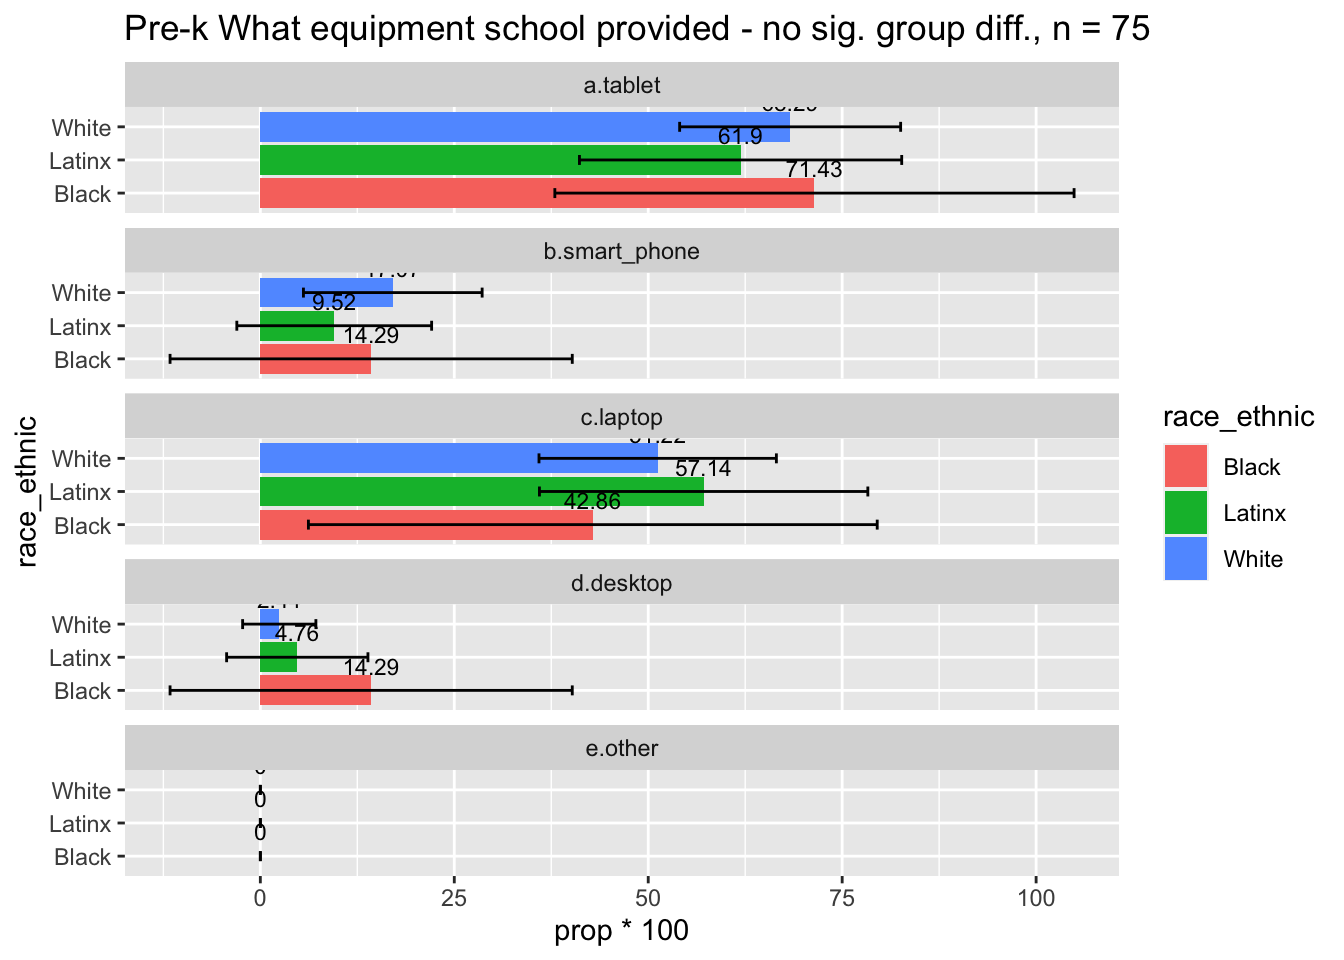 Pre-k What equipment school provided - no sig. group diff., n = 75
a.tablet
White
61.9
Latinx
71.43
Black
b.smart_phone
White
9.52
Latinx
14.29
Black
c.laptop
White
57.14
Latinx
42.86
Black
d.desktop
White
4.76
Latinx
14.29
Black
e.other
White
0
Latinx
0
Black
0 25 50 75 100
prop * 100
race_ethnic
race_ethnic
Black
Latinx
White